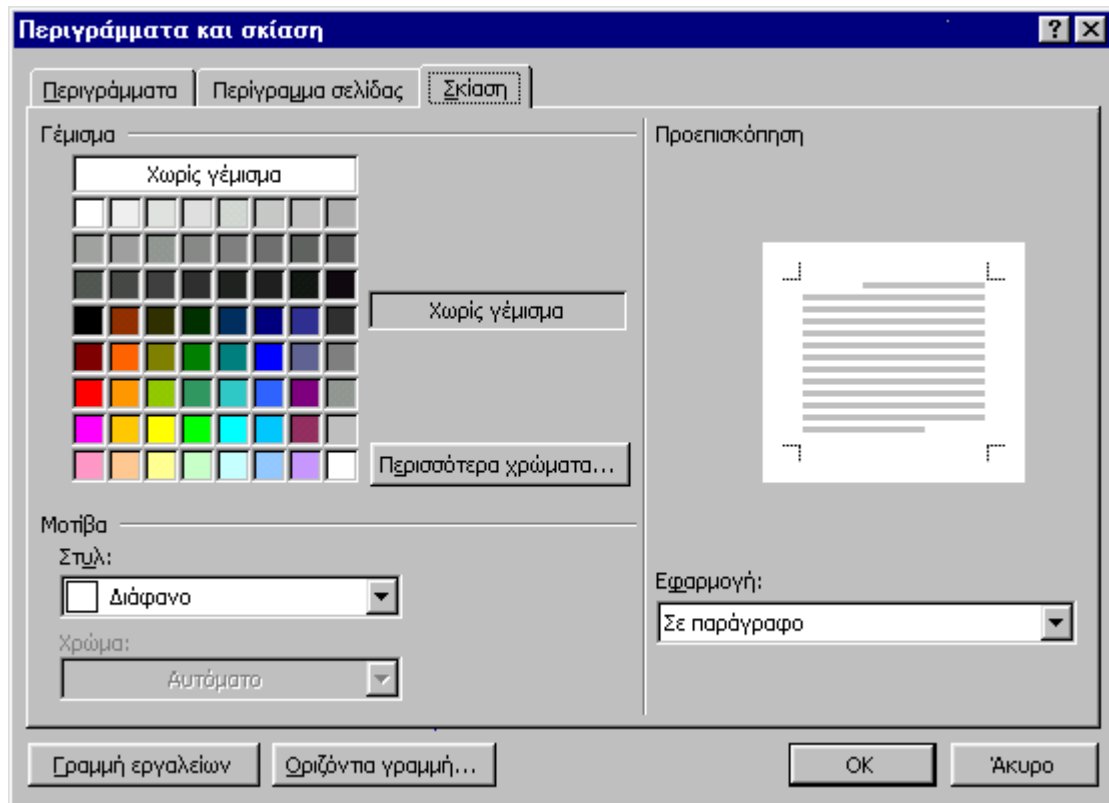 Περιγράμματα και σκίαση
Περιγράμματα
Περίγραμμα σελίδας
Σκίαση
Γέμισμα
Χωρίς γέμισμα
Χωρίς γέμισμα
Περισσότερα χρώματα...
Μοτίβα
Στυλ:
Διάφανο
Χρώμα:
Αυτόματο
Προεπισκόπηση
Εφαρμογή:
Σε παράγραφο
Γραμμή εργαλείων
Οριζόντια γραμμή...
OK
Άκυρο